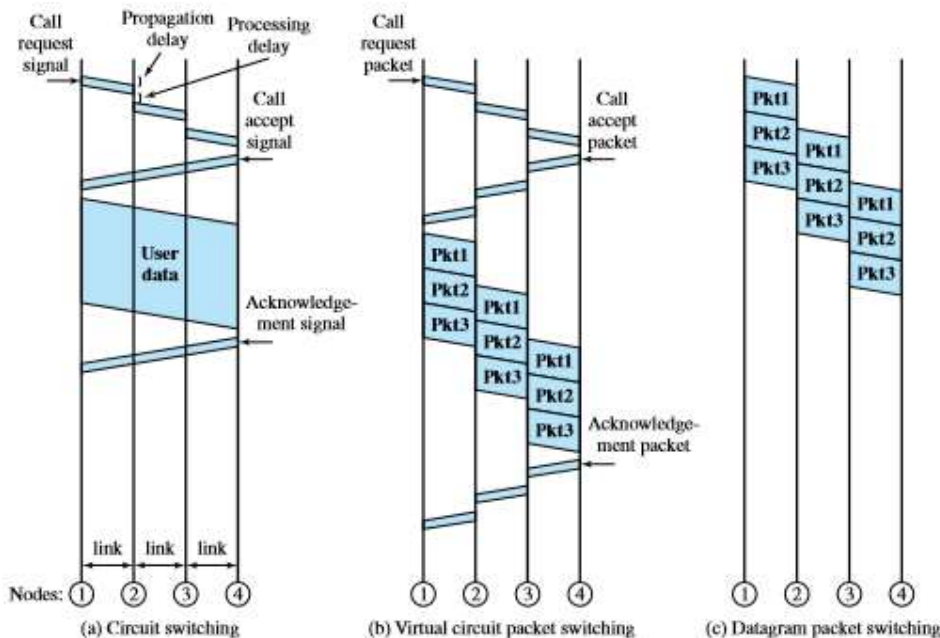 Call
request
signal
Propagation
delay
Processing
delay
Call
accept
signal
User
data
Acknowledge-
ment signal
link
link
link
Nodes: 1 2 3 4
(a) Circuit switching
Call
request
packet
Call
accept
packet
Pkt1
Pkt2
Pkt3
Pkt1
Pkt2
Pkt3
Pkt1
Pkt2
Pkt3
Acknowledge-
ment packet
1 2 3 4
(b) Virtual circuit packet switching
Pkt1
Pkt2
Pkt3
Pkt1
Pkt2
Pkt3
Pkt1
Pkt2
Pkt3
1 2 3 4
(c) Datagram packet switching